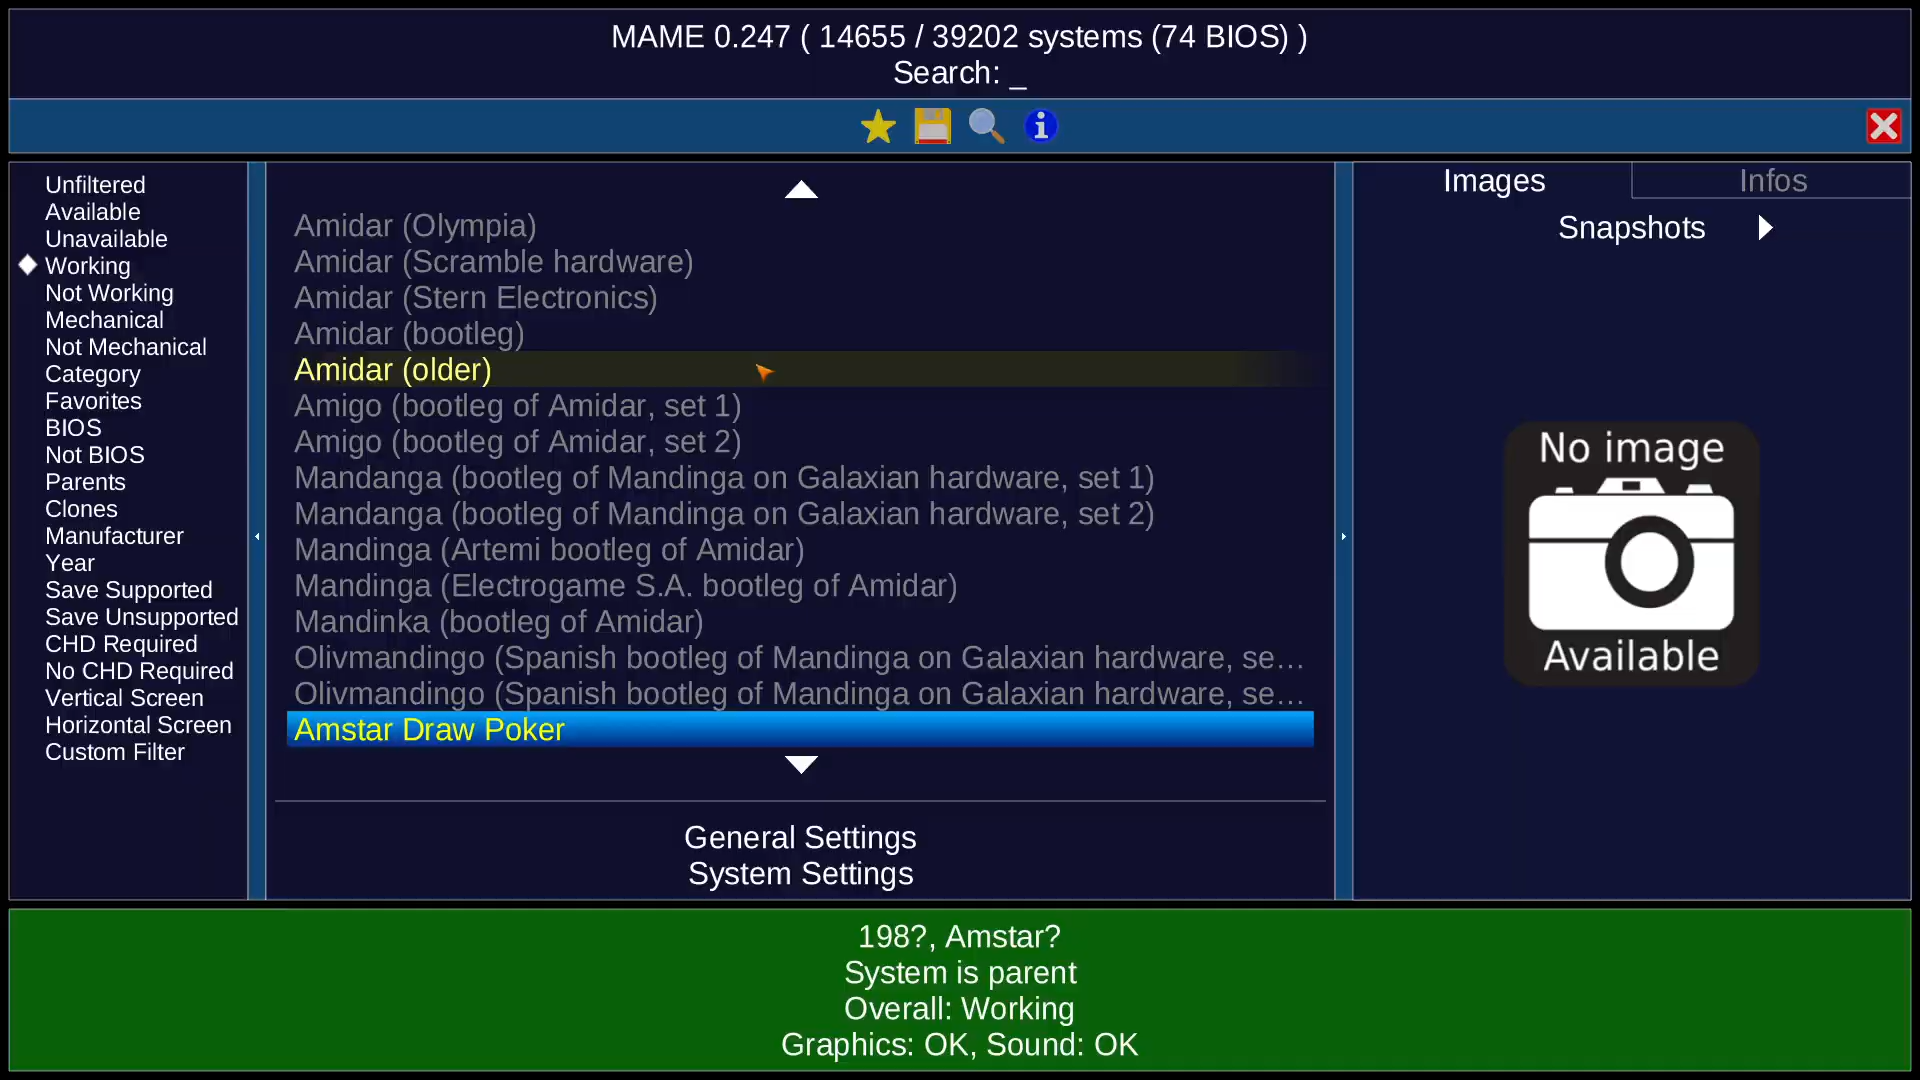 MAME 0.247 ( 14655 / 39202 systems (74 BIOS) )
Search: _
Unfiltered
Available
Unavailable
Working
Not Working
Mechanical
Not Mechanical
Category
Favorites
BIOS
Not BIOS
Parents
Clones
Manufacturer
Year
Save Supported
Save Unsupported
CHD Required
No CHD Required
Vertical Screen
Horizontal Screen
Custom Filter
Amidar (Olympia)
Amidar (Scramble hardware)
Amidar (Stern Electronics)
Amidar (bootleg)
Amidar (older)
Amigo (bootleg of Amidar, set 1)
Amigo (bootleg of Amidar, set 2)
Mandanga (bootleg of Mandinga on Galaxian hardware, set 1)
Mandanga (bootleg of Mandinga on Galaxian hardware, set 2)
Mandinga (Artemi bootleg of Amidar)
Mandinga (Electrogame S.A. bootleg of Amidar)
Mandinka (bootleg of Amidar)
Olivmandingo (Spanish bootleg of Mandinga on Galaxian hardware, se...
Olivmandingo (Spanish bootleg of Mandinga on Galaxian hardware, se...
Amstar Draw Poker
General Settings
System Settings
Images
Infos
Snapshots
No image
Available
198?, Amstar?
System is parent
Overall: Working
Graphics: OK, Sound: OK